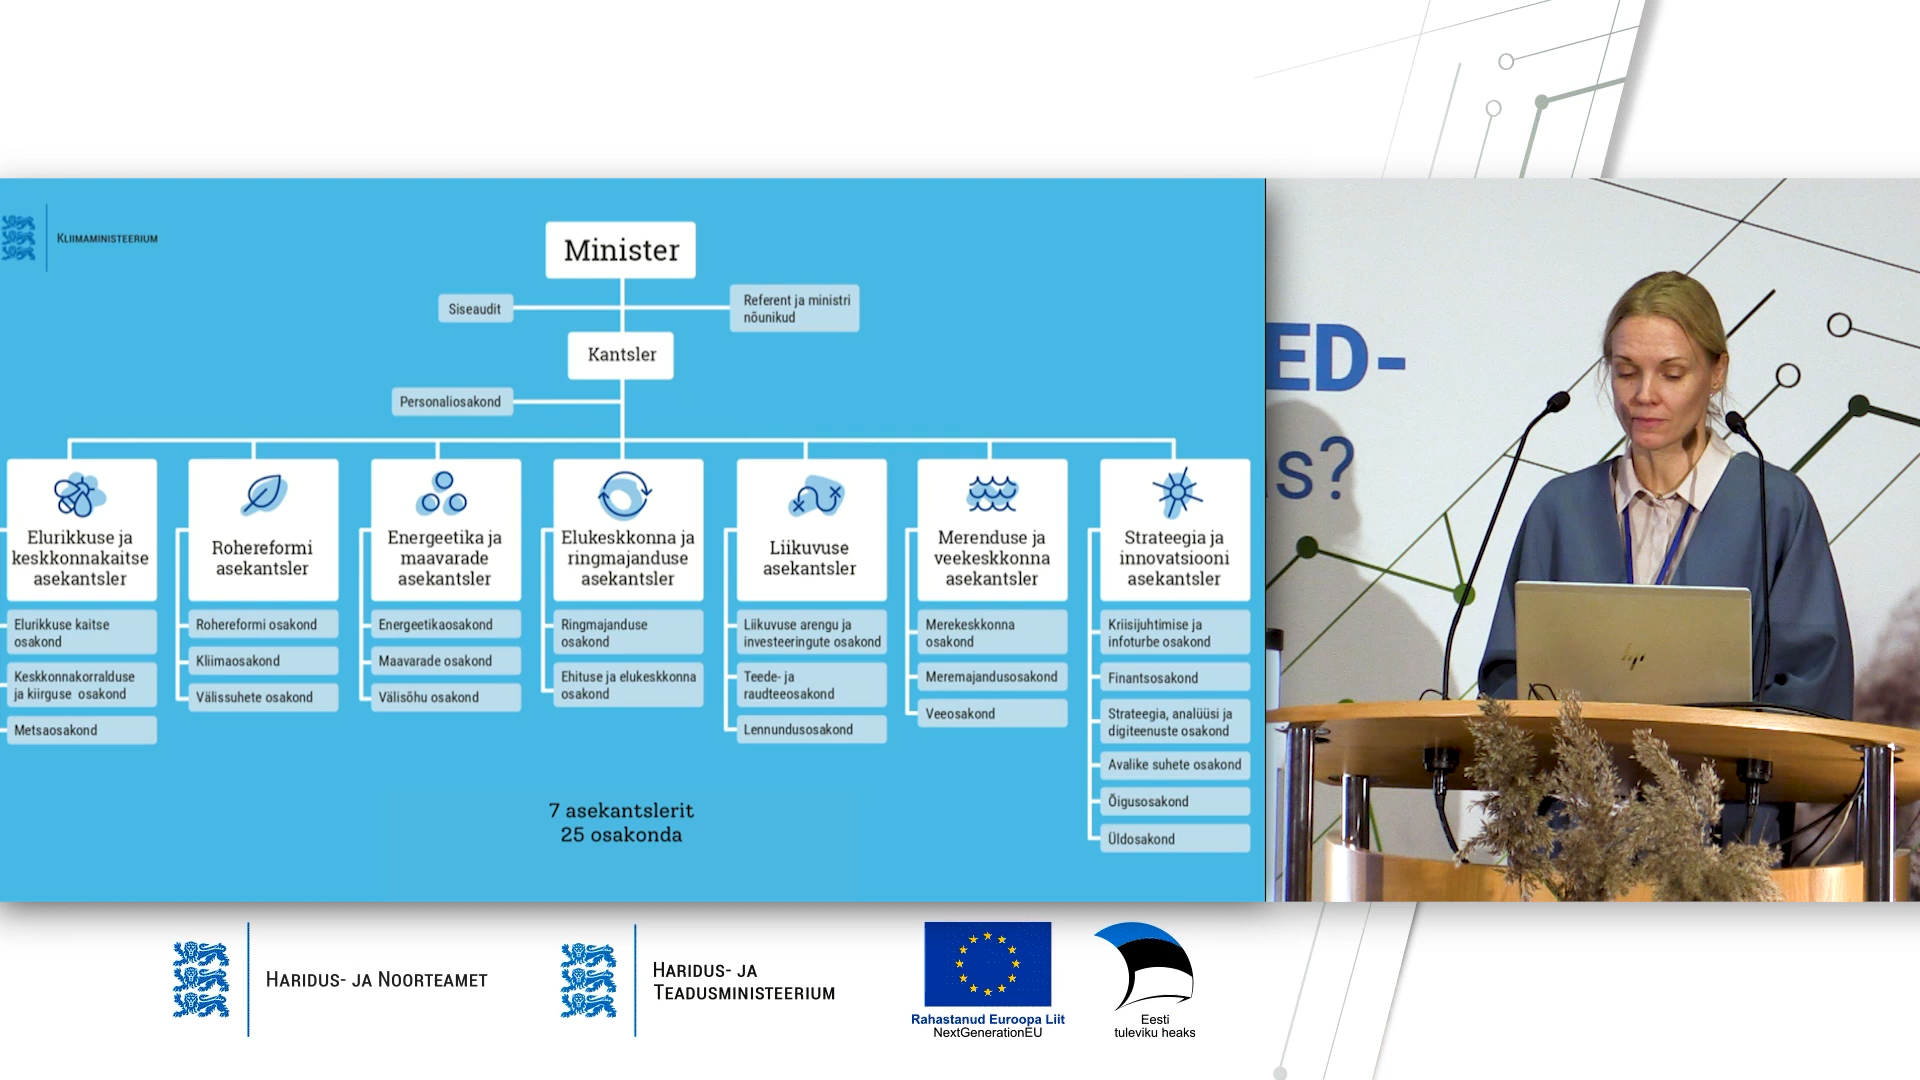 KLIIMAMINISTEERIUM
Minister
Siseaudit
Referent ja ministri
nõunikud
Kantsler
Personaliosakond
Elurikkuse ja
keskkonnakaitse
asekantsler
Elurikkuse kaitse
osakond
Keskkonnakorralduse
ja kiirguse osakond
Metsaosakond
Rohereformi
asekantsler
Rohereformi osakond
Kliimaosakond
Välissuhete osakond
Energeetika ja
maavarade
asekantsler
Energeetikaosakond
Maavarade osakond
Välisõhu osakond
Elukeskkonna ja
ringmajanduse
asekantsler
Ringmajanduse
osakond
Ehituse ja elukeskkonna
osakond
Liikuvuse
asekantsler
Liikuvuse arengu ja
investeeringute osakond
Teede- ja
raudteeosakond
Lennundusosakond
Merenduse ja
veekeskkonna
asekantsler
Merekeskkonna
osakond
Meremajandusosakond
Veeosakond
Strateegia ja
innovatsiooni
asekantsler
Kriisijuhtimise ja
infoturbe osakond
Finantsosakond
Strateegia, analüüsi ja
digiteenuste osakond
Avalike suhete osakond
Õigusosakond
Üldosakond
7 asekantslerit
25 osakonda
ED-
s?
hp
HARIDUS- JA NOORTEAMET
HARIDUS- JA
TEADUSMINISTEERIUM
Rahastanud Euroopa Liit
NextGenerationEU
Eesti
tuleviku heaks